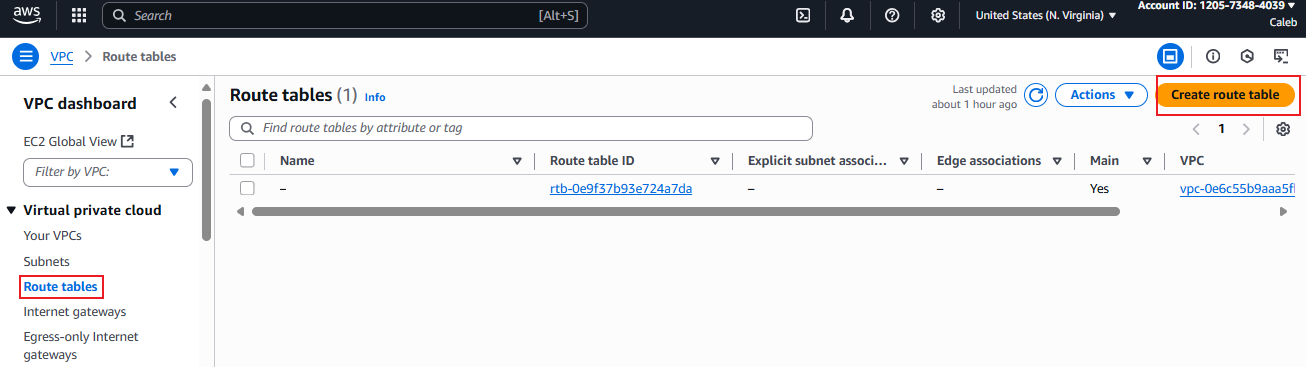 aws
Search [Alt+S] United States (N. Virginia) Account ID: 1205-7348-4039
Caleb
VPC > Route tables
VPC dashboard
EC2 Global View
Filter by VPC:
Virtual private cloud
Your VPCs
Subnets
Route tables
Internet gateways
Egress-only Internet
gateways
Route tables (1) Info
Last updated
about 1 hour ago
Actions
Create route table
Find route tables by attribute or tag
1
Name Route table ID Explicit subnet associ... Edge associations Main VPC
– rtb-0e9f37b93e724a7da – – Yes vpc-0e6c55b9aaa5f